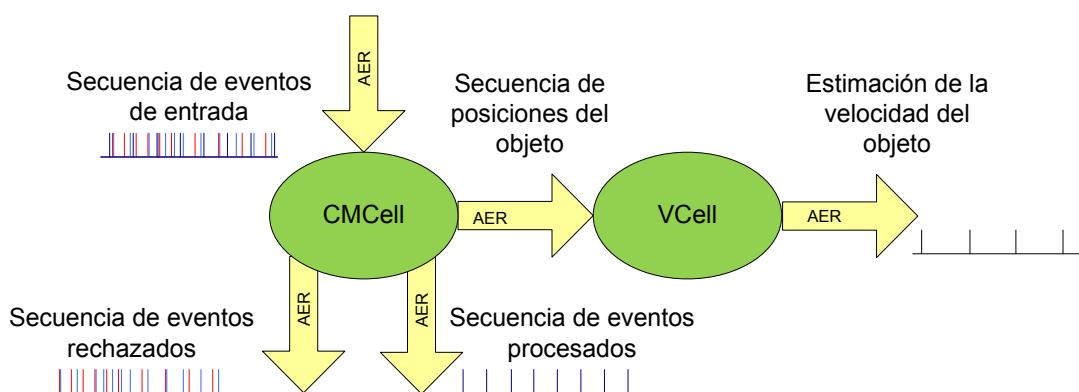 AER
Secuencia de eventos
de entrada
Secuencia de
posiciones del
objeto
Estimación de la
velocidad del
objeto
CMCell
AER
VCell
AER
AER
AER
Secuencia de eventos
rechazados
Secuencia de eventos
procesados